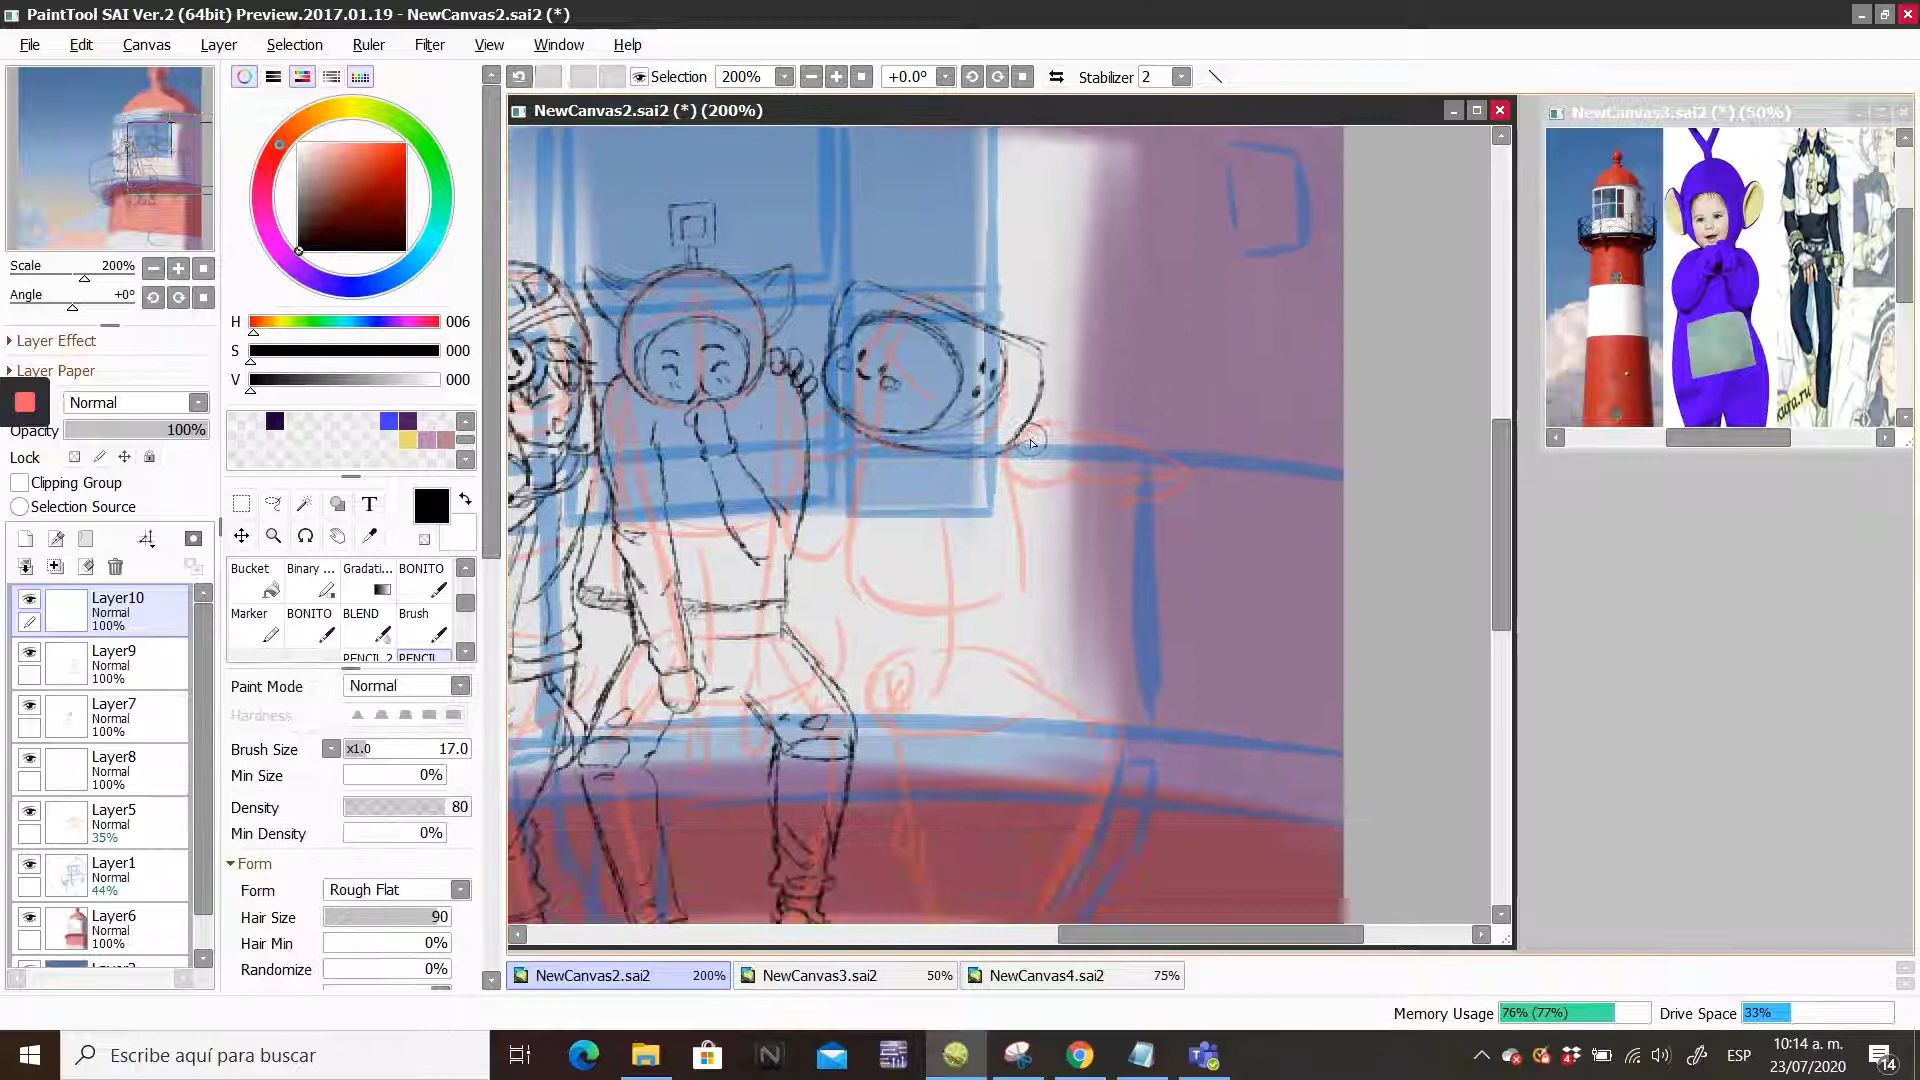 PaintTool SAI Ver.2 (64bit) Preview.2017.01.19 - NewCanvas2.sai2 (*)
File Edit Canvas Layer Selection Ruler Filter View Window Help
Selection 200% +0.0° Stabilizer 2
NewCanvas2.sai2 (*) (200%)
NewCanvas3.sai2 (*) (50%)
Scale 200%
Angle +0°
Layer Effect
Layer Paper
Normal
Opacity 100%
Lock
Clipping Group
Selection Source
Layer10
Normal
100%
Layer9
Normal
100%
Layer7
Normal
100%
Layer8
Normal
100%
Layer5
Normal
35%
Layer1
Normal
44%
Layer6
Normal
100%
H 006
S 000
V 000
T
Bucket Binary ... Gradati... BONITO
Marker BONITO BLEND Brush
PENCIL 2 PENCIL
Paint Mode Normal
Hardness
Brush Size x1.0 17.0
Min Size 0%
Density 80
Min Density 0%
Form
Form Rough Flat
Hair Size 90
Hair Min 0%
Randomize 0%
NewCanvas2.sai2 200% NewCanvas3.sai2 50% NewCanvas4.sai2 75%
Memory Usage 76% (77%) Drive Space 33%
Escribe aquí para buscar
ESP
10:14 a. m.
23/07/2020
14